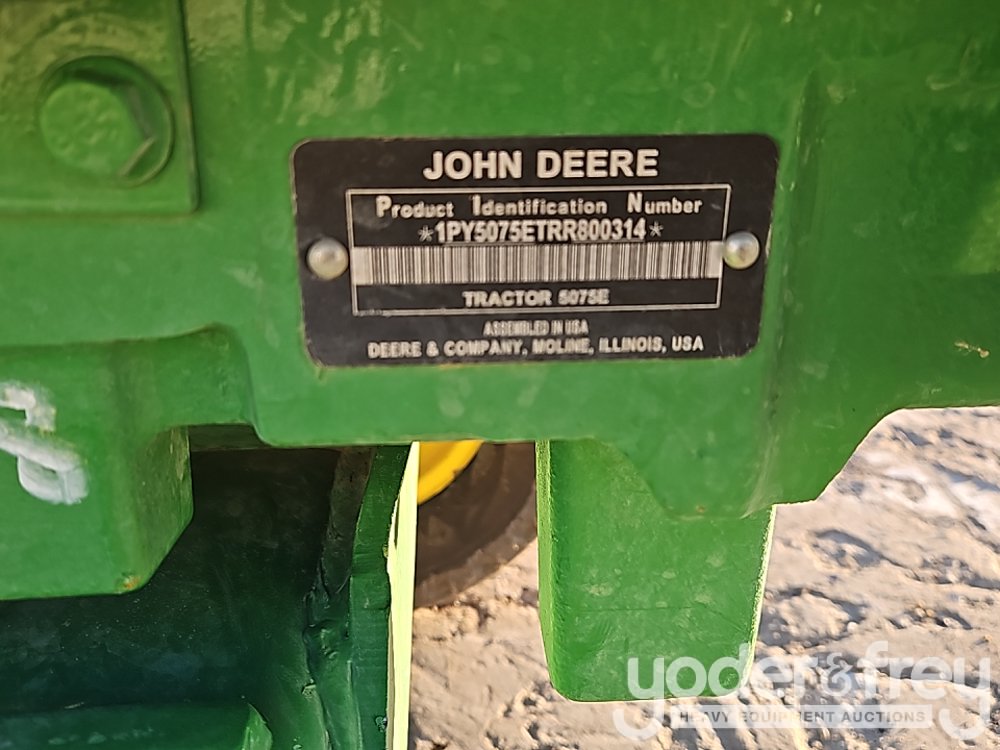 JOHN DEERE
Product Identification Number
*1PY5075ETRR800314*
TRACTOR 5075E
ASSEMBLED IN USA
DEERE & COMPANY, MOLINE, ILLINOIS, USA
yoder&frey
HEAVY EQUIPMENT AUCTIONS